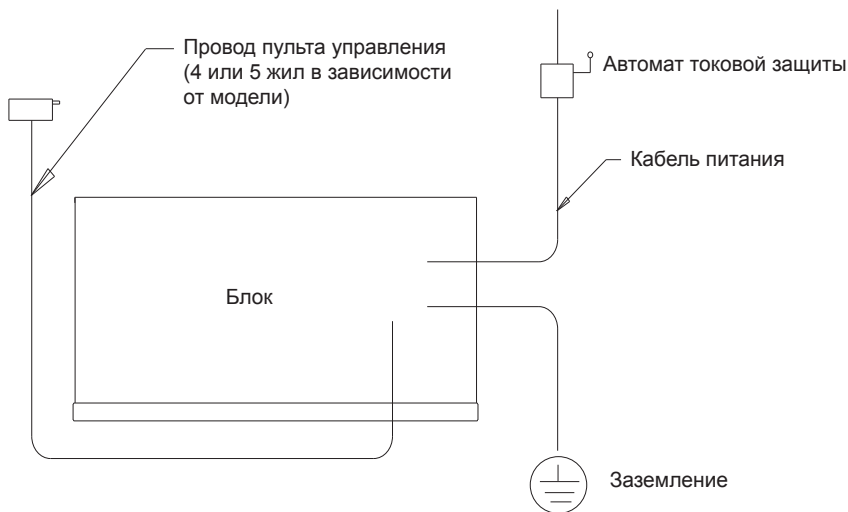 Провод пульта управления
(4 или 5 жил в зависимости
от модели)
Автомат токовой защиты
Кабель питания
Блок
Заземление